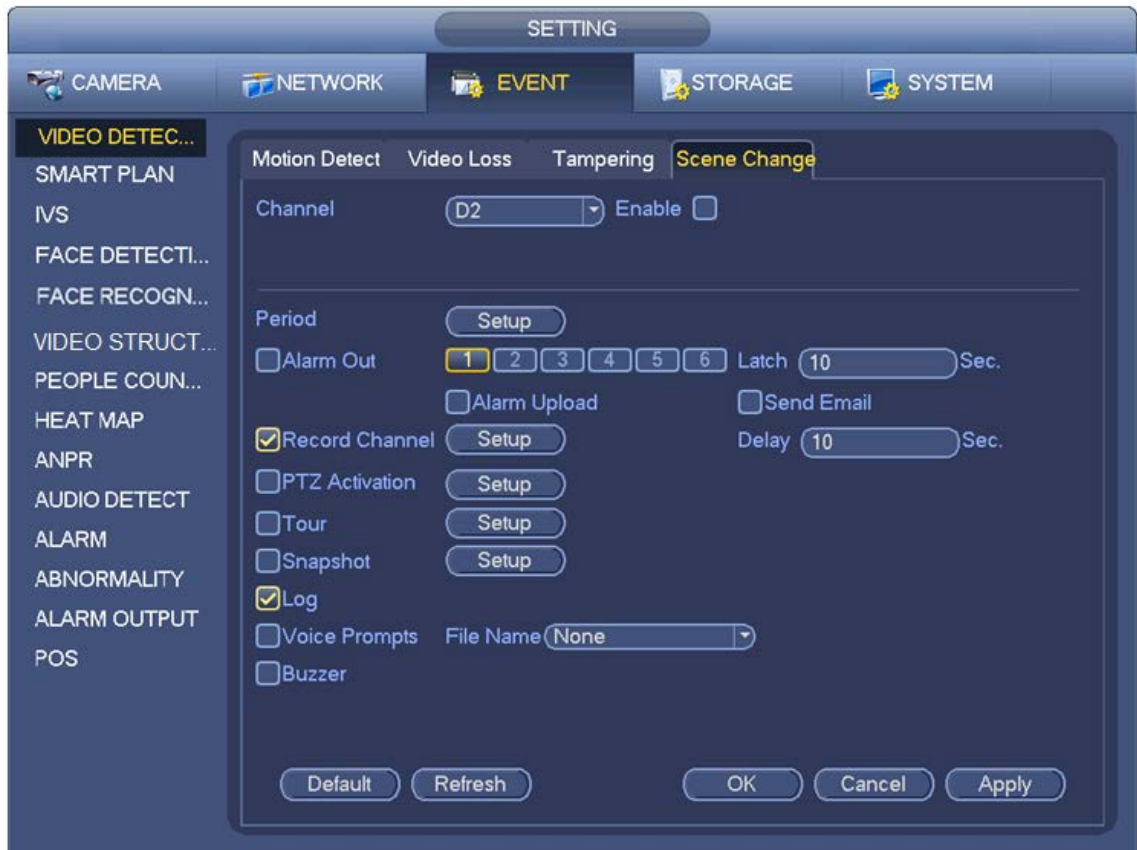 SETTING
CAMERA NETWORK EVENT STORAGE SYSTEM
VIDEO DETEC...
SMART PLAN
IVS
FACE DETECTI...
FACE RECOGN...
VIDEO STRUCT...
PEOPLE COUN...
HEAT MAP
ANPR
AUDIO DETECT
ALARM
ABNORMALITY
ALARM OUTPUT
POS
Motion Detect Video Loss Tampering Scene Change
Channel D2 Enable
Period Setup
Alarm Out 1 2 3 4 5 6 Latch 10 Sec.
Alarm Upload Send Email
Record Channel Setup Delay 10 Sec.
PTZ Activation Setup
Tour Setup
Snapshot Setup
Log
Voice Prompts File Name None
Buzzer
Default Refresh OK Cancel Apply